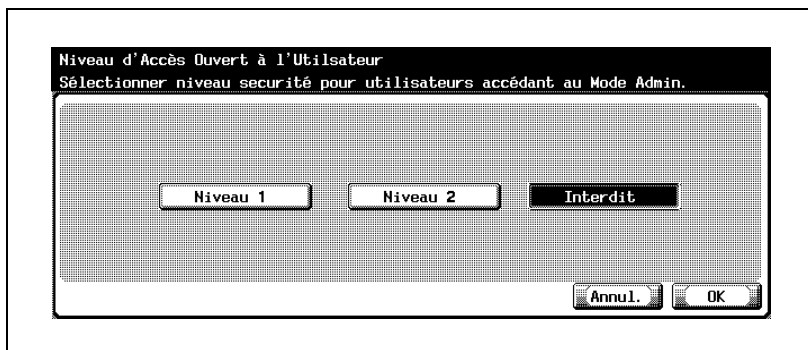 Niveau d'Accès Ouvert à l'Utilsateur
Sélectionner niveau securité pour utilisateurs accédant au Mode Admin.
Niveau 1
Niveau 2
Interdit
Annul.
OK